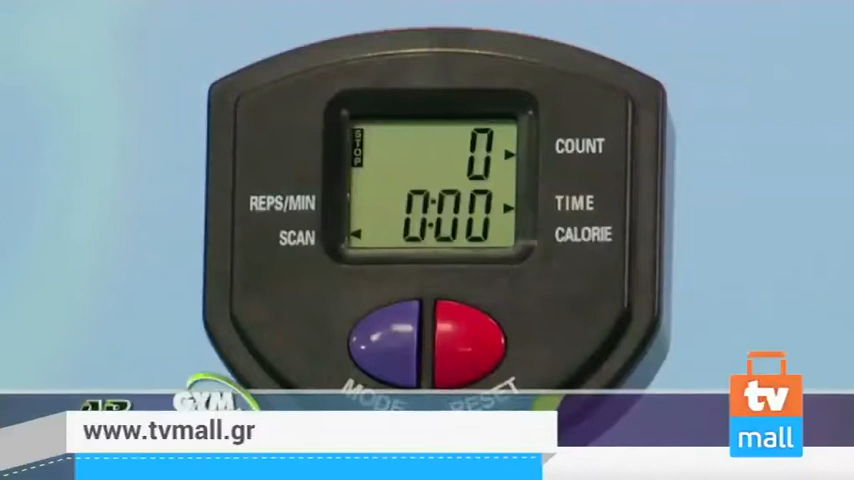 STOP
0
COUNT
REPS/MIN
0:00
TIME
SCAN
CALORIE
MODE
RESET
GYM
www.tvmall.gr
tv
mall